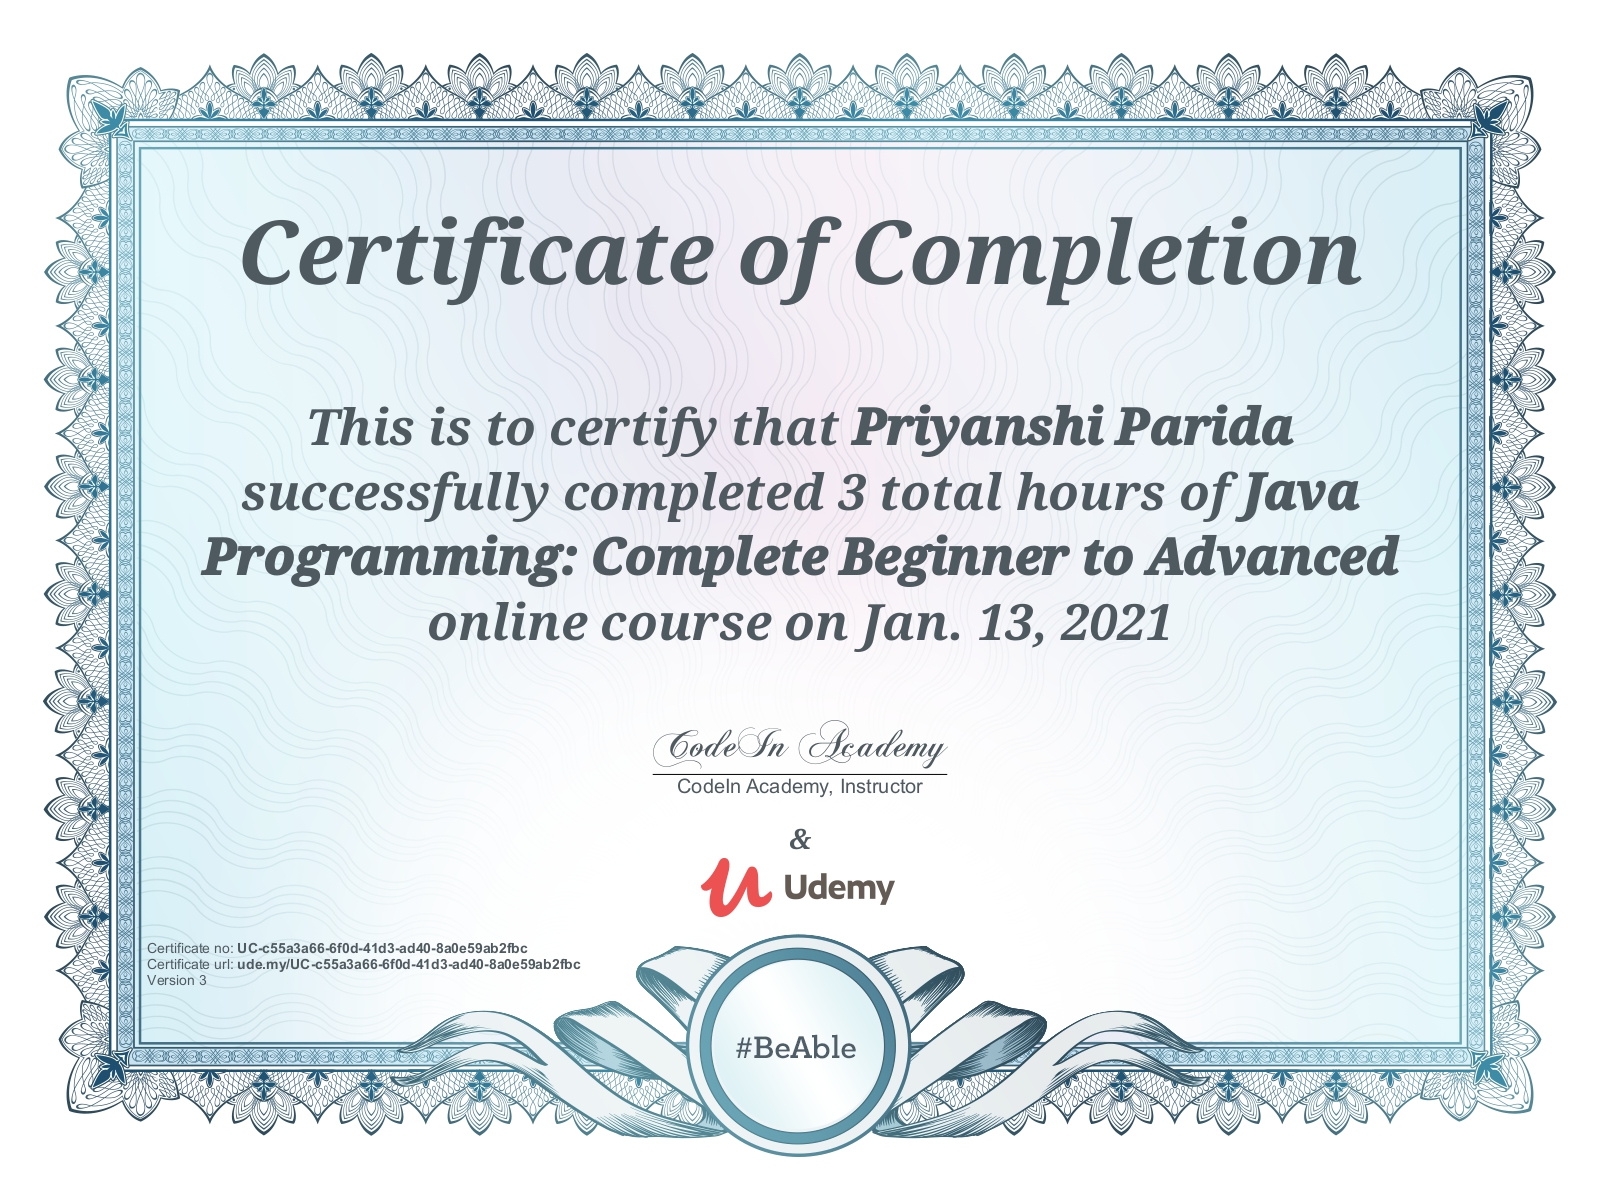 Certificate of Completion
This is to certify that Priyanshi Parida
successfully completed 3 total hours of Java
Programming: Complete Beginner to Advanced
online course on Jan. 13, 2021
CodeIn Academy
CodeIn Academy, Instructor
&
Udemy
Certificate no: UC-c55a3a66-6f0d-41d3-ad40-8a0e59ab2fbc
Certificate url: ude.my/UC-c55a3a66-6f0d-41d3-ad40-8a0e59ab2fbc
Version 3
#BeAble